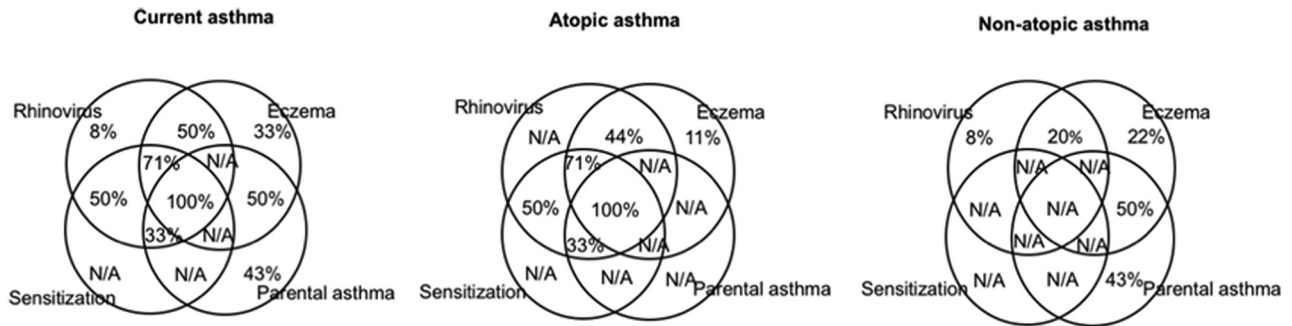 Current asthma
Rhinovirus
Eczema
8%
50%
33%
71%
N/A
50%
100%
50%
33%
N/A
N/A
N/A
43%
Sensitization
Parental asthma
Atopic asthma
Rhinovirus
Eczema
N/A
44%
11%
71%
N/A
50%
100%
N/A
33%
N/A
N/A
N/A
N/A
Sensitization
Parental asthma
Non-atopic asthma
Rhinovirus
Eczema
8%
20%
22%
N/A
N/A
N/A
N/A
50%
N/A
N/A
N/A
N/A
43%
Sensitization
Parental asthma